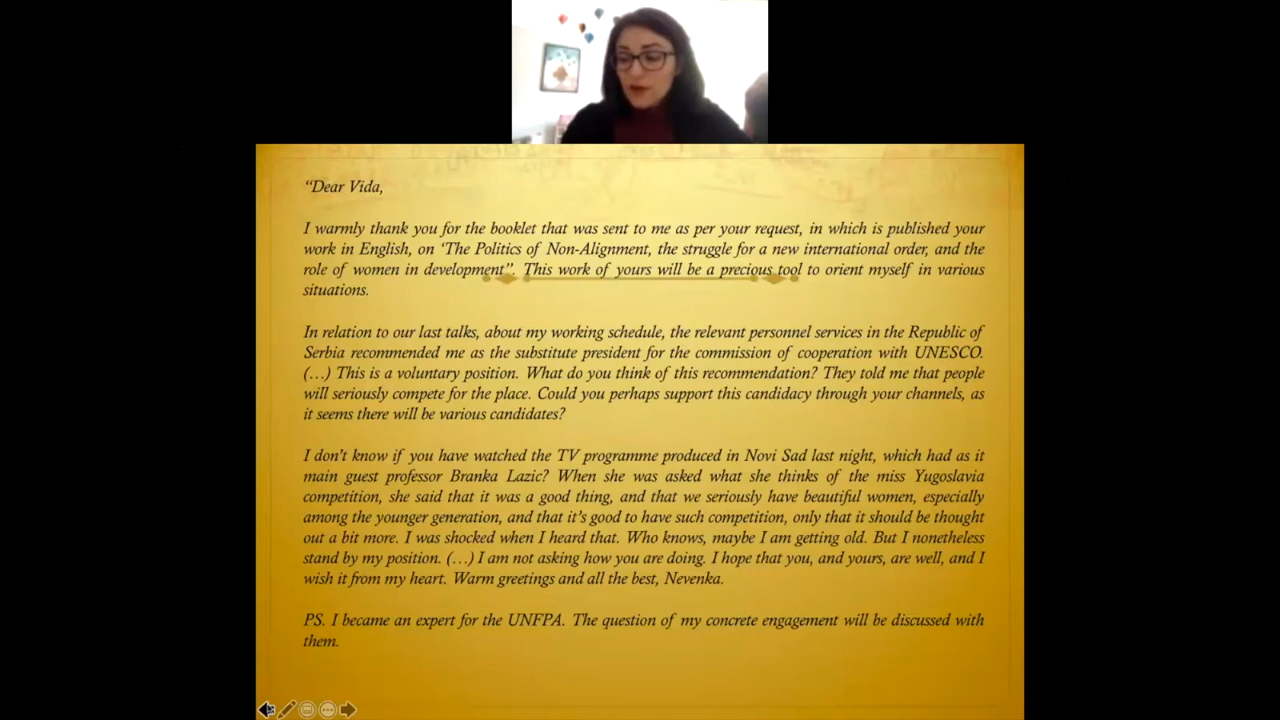 “Dear Vida,
I warmly thank you for the booklet that was sent to me as per your request, in which is published your
work in English, on ‘The Politics of Non-Alignment, the struggle for a new international order, and the
role of women in development”. This work of yours will be a precious tool to orient myself in various
situations.
In relation to our last talks, about my working schedule, the relevant personnel services in the Republic of
Serbia recommended me as the substitute president for the commission of cooperation with UNESCO.
(…) This is a voluntary position. What do you think of this recommendation? They told me that people
will seriously compete for the place. Could you perhaps support this candidacy through your channels, as
it seems there will be various candidates?
I don’t know if you have watched the TV programme produced in Novi Sad last night, which had as it
main guest professor Branka Lazic? When she was asked what she thinks of the miss Yugoslavia
competition, she said that it was a good thing, and that we seriously have beautiful women, especially
among the younger generation, and that it’s good to have such competition, only that it should be thought
out a bit more. I was shocked when I heard that. Who knows, maybe I am getting old. But I nonetheless
stand by my position. (…) I am not asking how you are doing. I hope that you, and yours, are well, and I
wish it from my heart. Warm greetings and all the best, Nevenka.
PS. I became an expert for the UNFPA. The question of my concrete engagement will be discussed with
them.